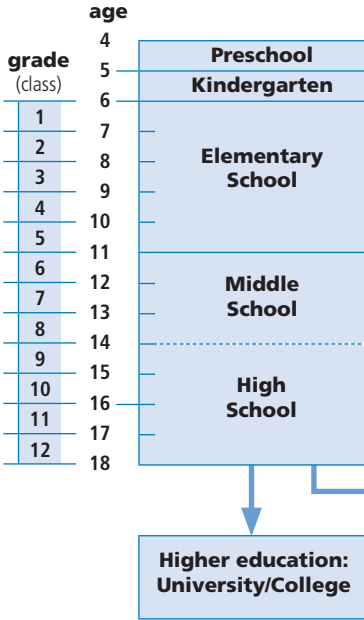 age
grade
(class)
4
5
6
7
8
9
10
11
12
13
14
15
16
17
18
1
2
3
4
5
6
7
8
9
10
11
12
Preschool
Kindergarten
Elementary
School
Middle
School
High
School
Higher education:
University/College